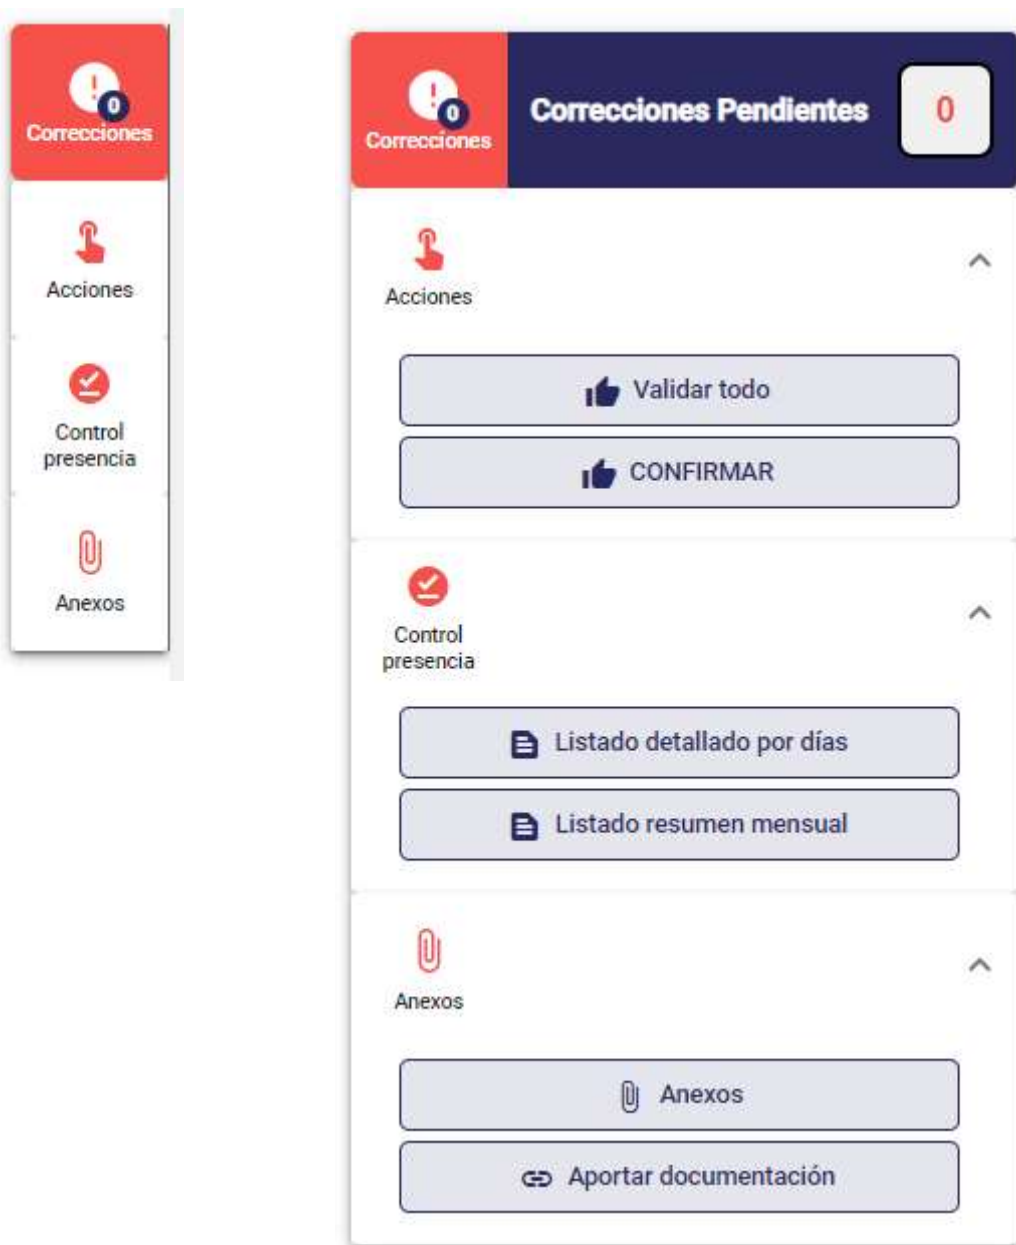 0
Correcciones
Acciones
Control
presencia
Anexos
0
Correcciones
Correcciones Pendientes
0
Acciones
Validar todo
CONFIRMAR
Control
presencia
Listado detallado por días
Listado resumen mensual
Anexos
Anexos
Aportar documentación